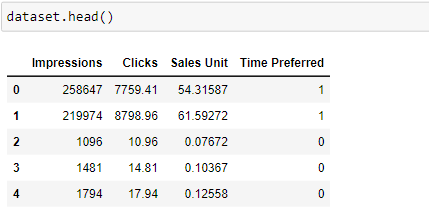 dataset.head()
Impressions Clicks Sales Unit Time Preferred
0 258647 7759.41 54.31587 1
1 219974 8798.96 61.59272 1
2 1096 10.96 0.07672 0
3 1481 14.81 0.10367 0
4 1794 17.94 0.12558 0